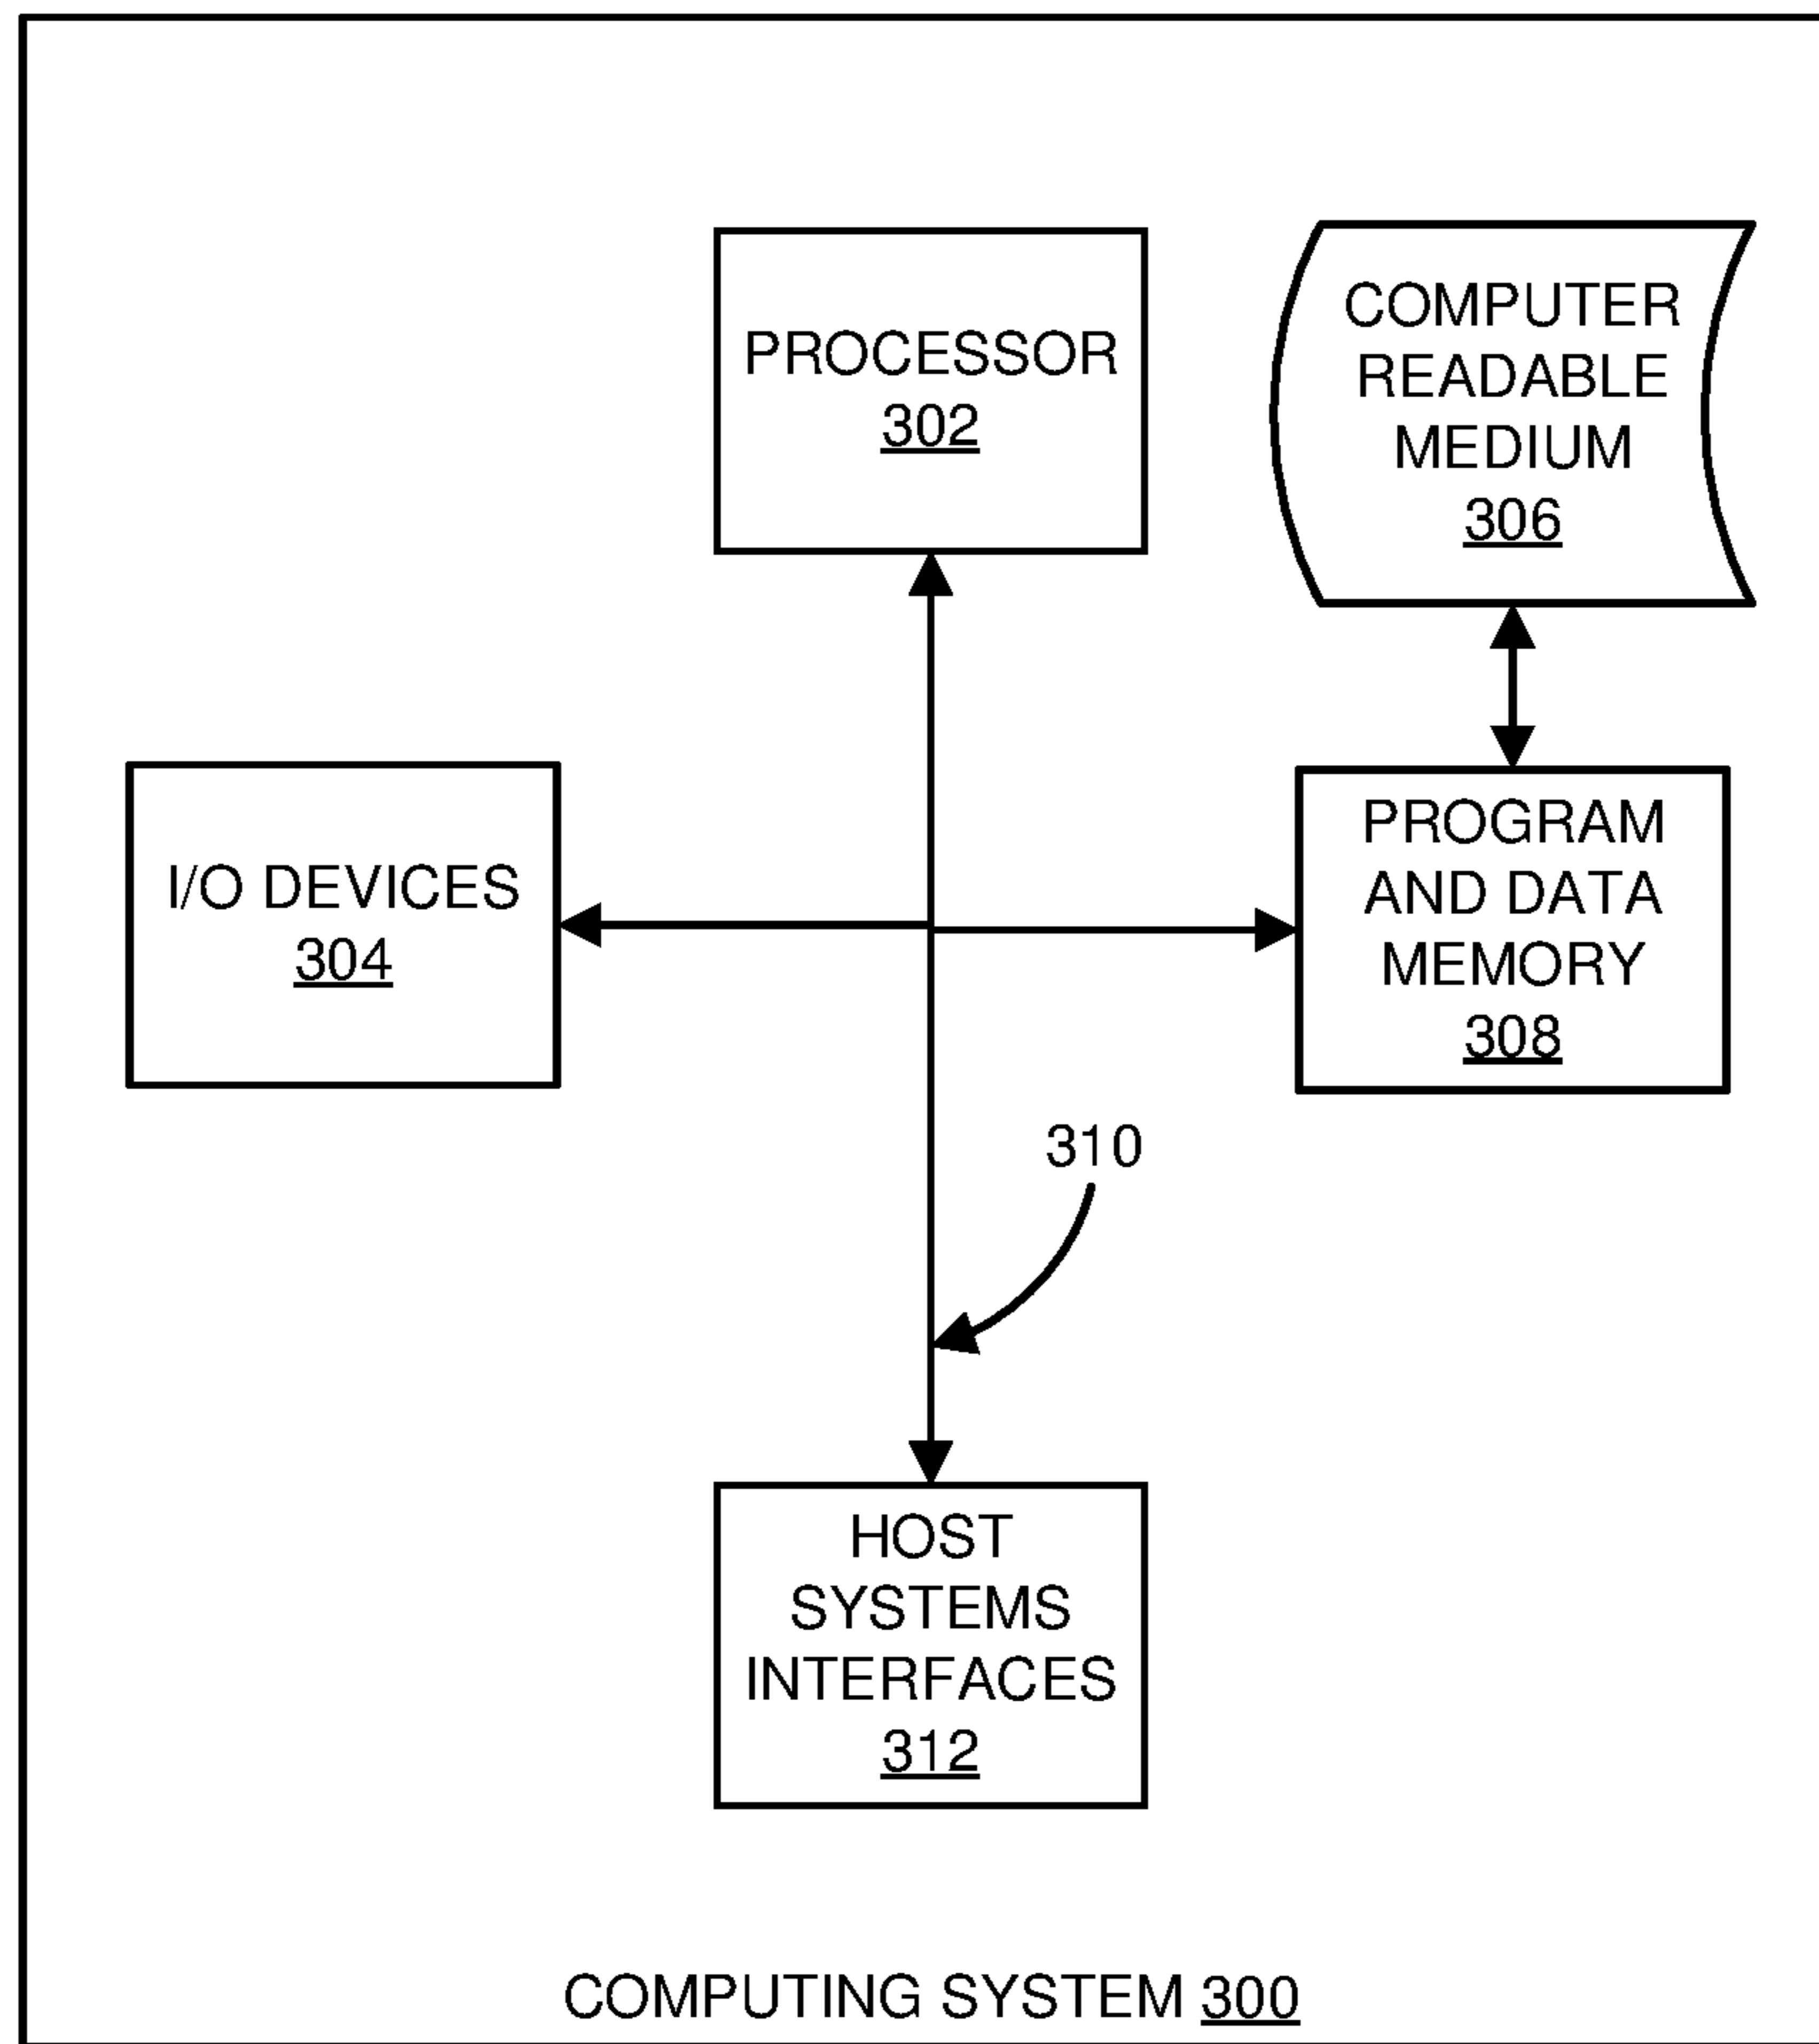 PROCESSOR
302
COMPUTER
READABLE
MEDIUM
306
I/O DEVICES
304
PROGRAM
AND DATA
MEMORY
308
310
HOST
SYSTEMS
INTERFACES
312
COMPUTING SYSTEM 300